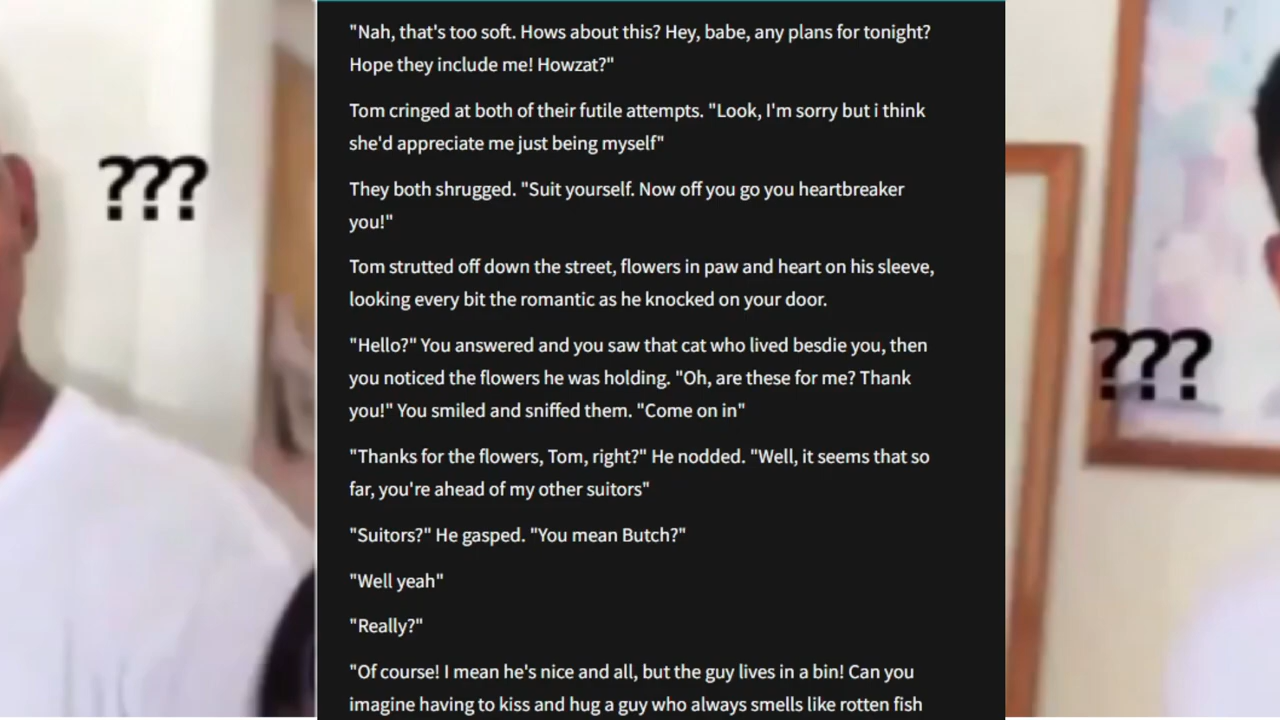 "Nah, that's too soft. Hows about this? Hey, babe, any plans for tonight?
Hope they include me! Howzat?"
Tom cringed at both of their futile attempts. "Look, I'm sorry but i think
she'd appreciate me just being myself"
They both shrugged. "Suit yourself. Now off you go you heartbreaker
you!"
Tom strutted off down the street, flowers in paw and heart on his sleeve,
looking every bit the romantic as he knocked on your door.
"Hello?" You answered and you saw that cat who lived besdie you, then
you noticed the flowers he was holding. "Oh, are these for me? Thank
you!" You smiled and sniffed them. "Come on in"
"Thanks for the flowers, Tom, right?" He nodded. "Well, it seems that so
far, you're ahead of my other suitors"
"Suitors?" He gasped. "You mean Butch?"
"Well yeah"
"Really?"
"Of course! I mean he's nice and all, but the guy lives in a bin! Can you
imagine having to kiss and hug a guy who always smells like rotten fish
???
???